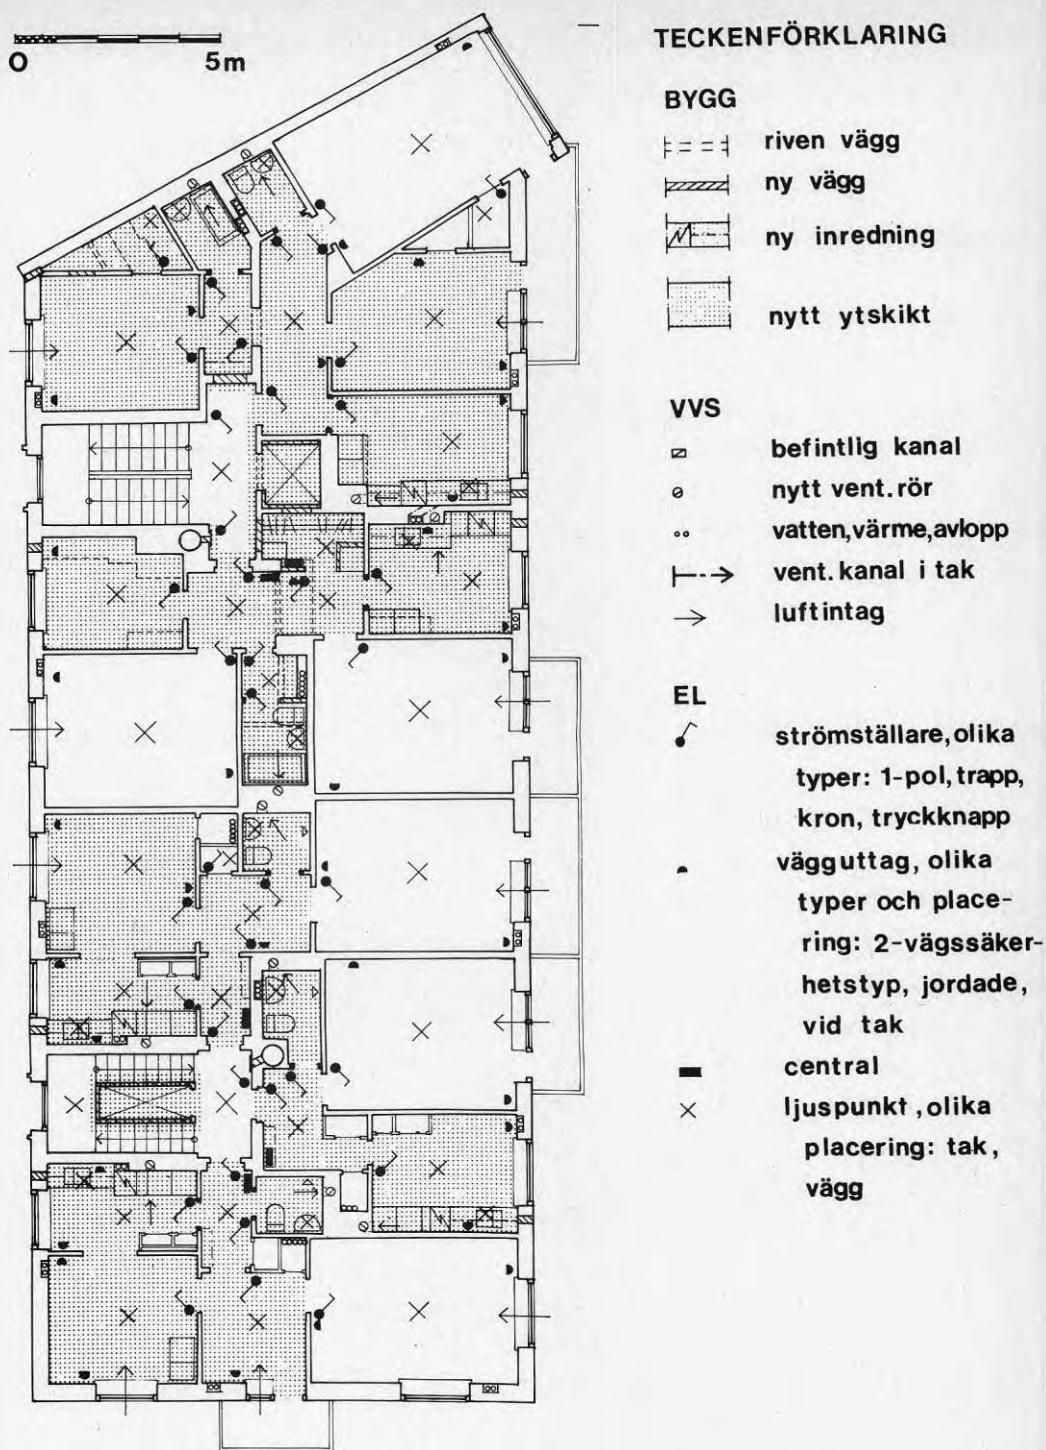 0 5m
TECKENFÖRKLARING
BYGG
riven vägg
ny vägg
ny inredning
nytt ytskikt
VVS
befintlig kanal
nytt vent.rör
vatten,värme,avlopp
vent.kanal i tak
luftintag
EL
strömställare,olika
typer: 1-pol,trapp,
kron, tryckknapp
vägguttag, olika
typer och place-
ring: 2-vägssäker-
hetstyp, jordade,
vid tak
central
ljuspunkt,olika
placering: tak,
vägg